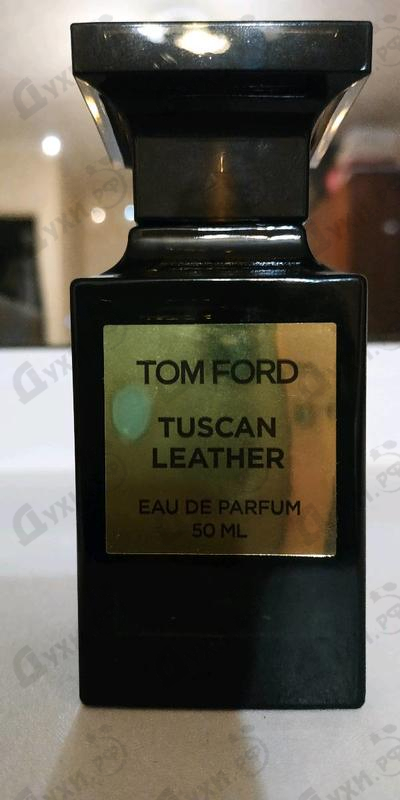 TOM FORD
TUSCAN
LEATHER
EAU DE PARFUM
50 ML
Духи.рф